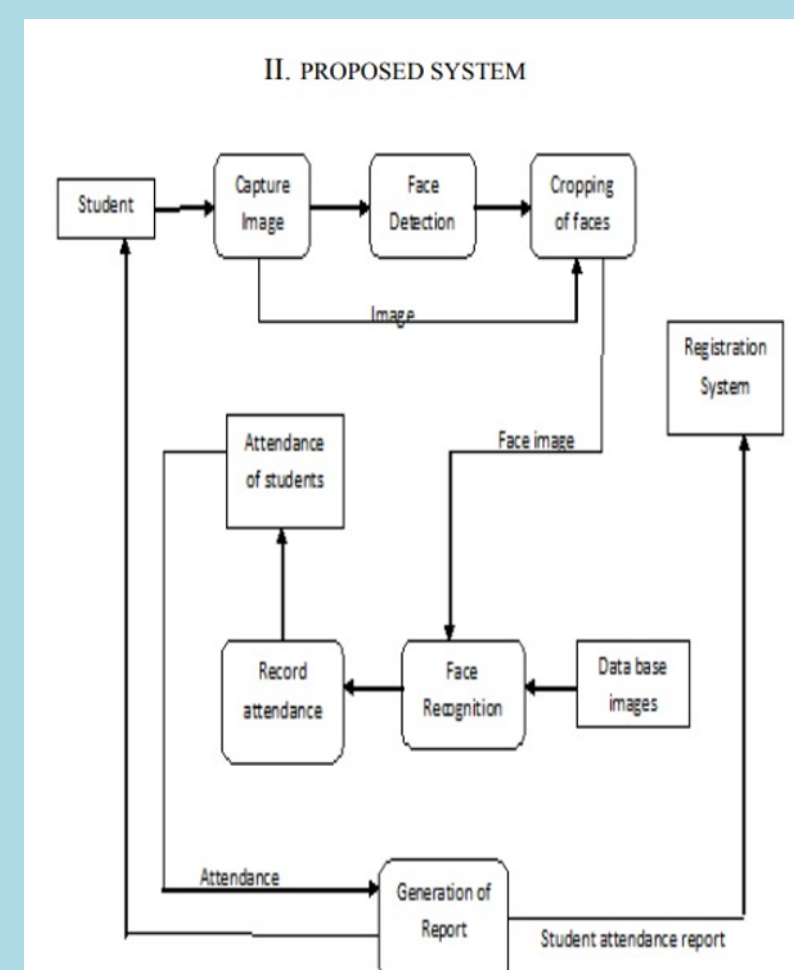 II. PROPOSED SYSTEM
Student
Capture
Image
Face
Detection
Cropping
of faces
Image
Registration
System
Attendance
of students
Face image
Record
attendance
Face
Recognition
Data base
images
Attendance
Generation of
Report
Student attendance report